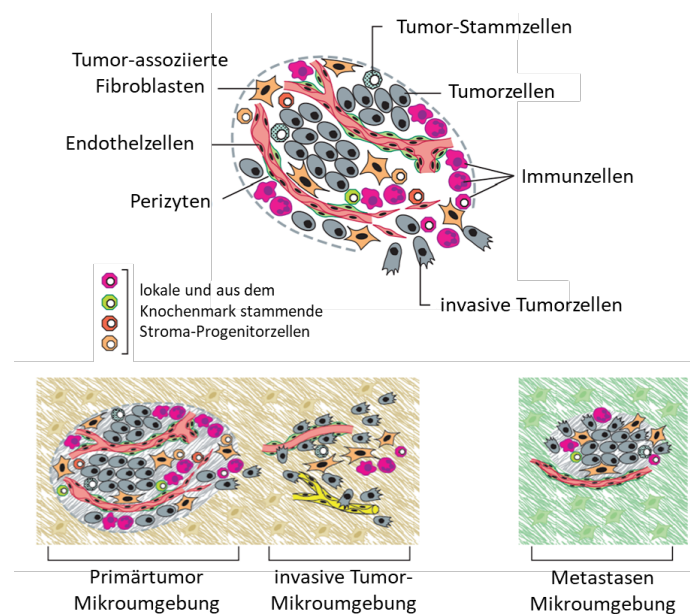 Tumor-Stammzellen
Tumor-assoziierte
Fibroblasten
Tumorzellen
Endothelzellen
Immunzellen
Perizyten
lokale und aus dem
Knochenmark stammende
Stroma-Progenitorzellen
invasive Tumorzellen
Primärtumor
Mikroumgebung
invasive Tumor-
Mikroumgebung
Metastasen
Mikroumgebung